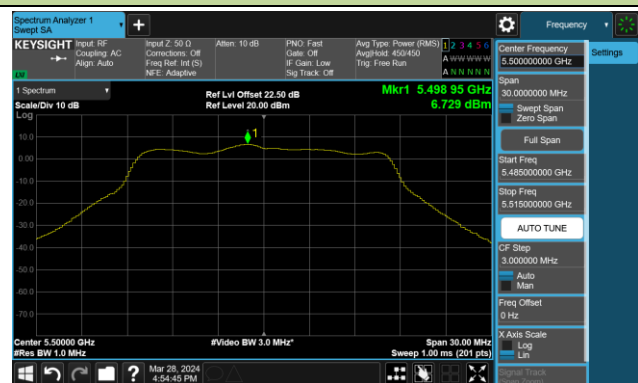 Spectrum Analyzer 1
Swept SA
+
Frequency
KEYSIGHT
Input: RF
Coupling: AC
Align: Auto
Input Z: 50 Ω
Corrections: Off
Freq Ref: Int (S)
NFE: Adaptive
Atten: 10 dB
PNO: Fast
Gate: Off
IF Gain: Low
Sig Track: Off
Avg Type: Power (RMS)
Avg|Hold: 450/450
Trig: Free Run
1 2 3 4 5 6
A W W W W W
A N N N N N
LXI
1 Spectrum
Scale/Div 10 dB
Log
Ref Lvl Offset 22.50 dB
Ref Level 20.00 dBm
Mkr1 5.498 95 GHz
6.729 dBm
1
10.0
0.00
-10.0
-20.0
-30.0
-40.0
-50.0
-60.0
-70.0
Center 5.50000 GHz
#Res BW 1.0 MHz
#Video BW 3.0 MHz*
Span 30.00 MHz
Sweep 1.00 ms (201 pts)
Mar 28, 2024
4:54:45 PM
?
Center Frequency
5.500000000 GHz
Settings
Span
30.0000000 MHz
Swept Span
Zero Span
Full Span
Start Freq
5.485000000 GHz
Stop Freq
5.515000000 GHz
AUTO TUNE
CF Step
3.000000 MHz
Auto
Man
Freq Offset
0 Hz
X Axis Scale
Log
Lin
Signal Track